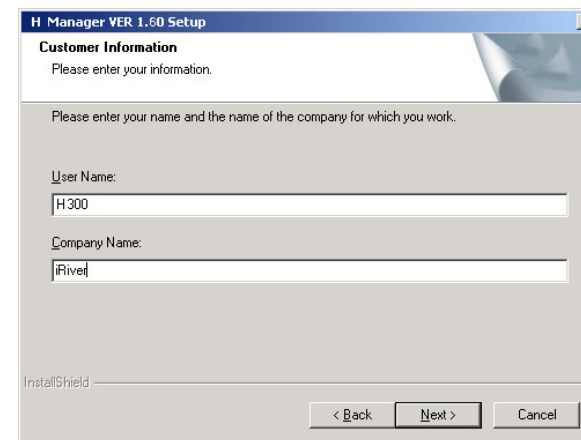 H Manager VER 1.60 Setup
Customer Information
Please enter your information.
Please enter your name and the name of the company for which you work.
User Name:
H300
Company Name:
iRiver
InstallShield
< Back
Next >
Cancel